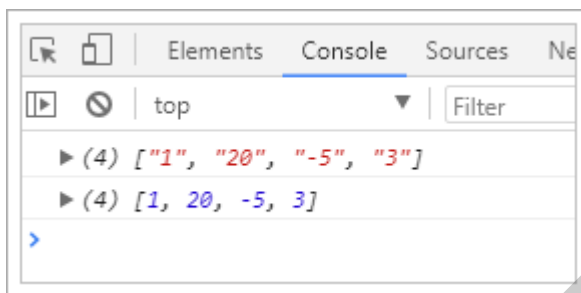 Elements Console Sources Ne
top ▼ Filter
▶ (4) ["1", "20", "-5", "3"]
▶ (4) [1, 20, -5, 3]
>